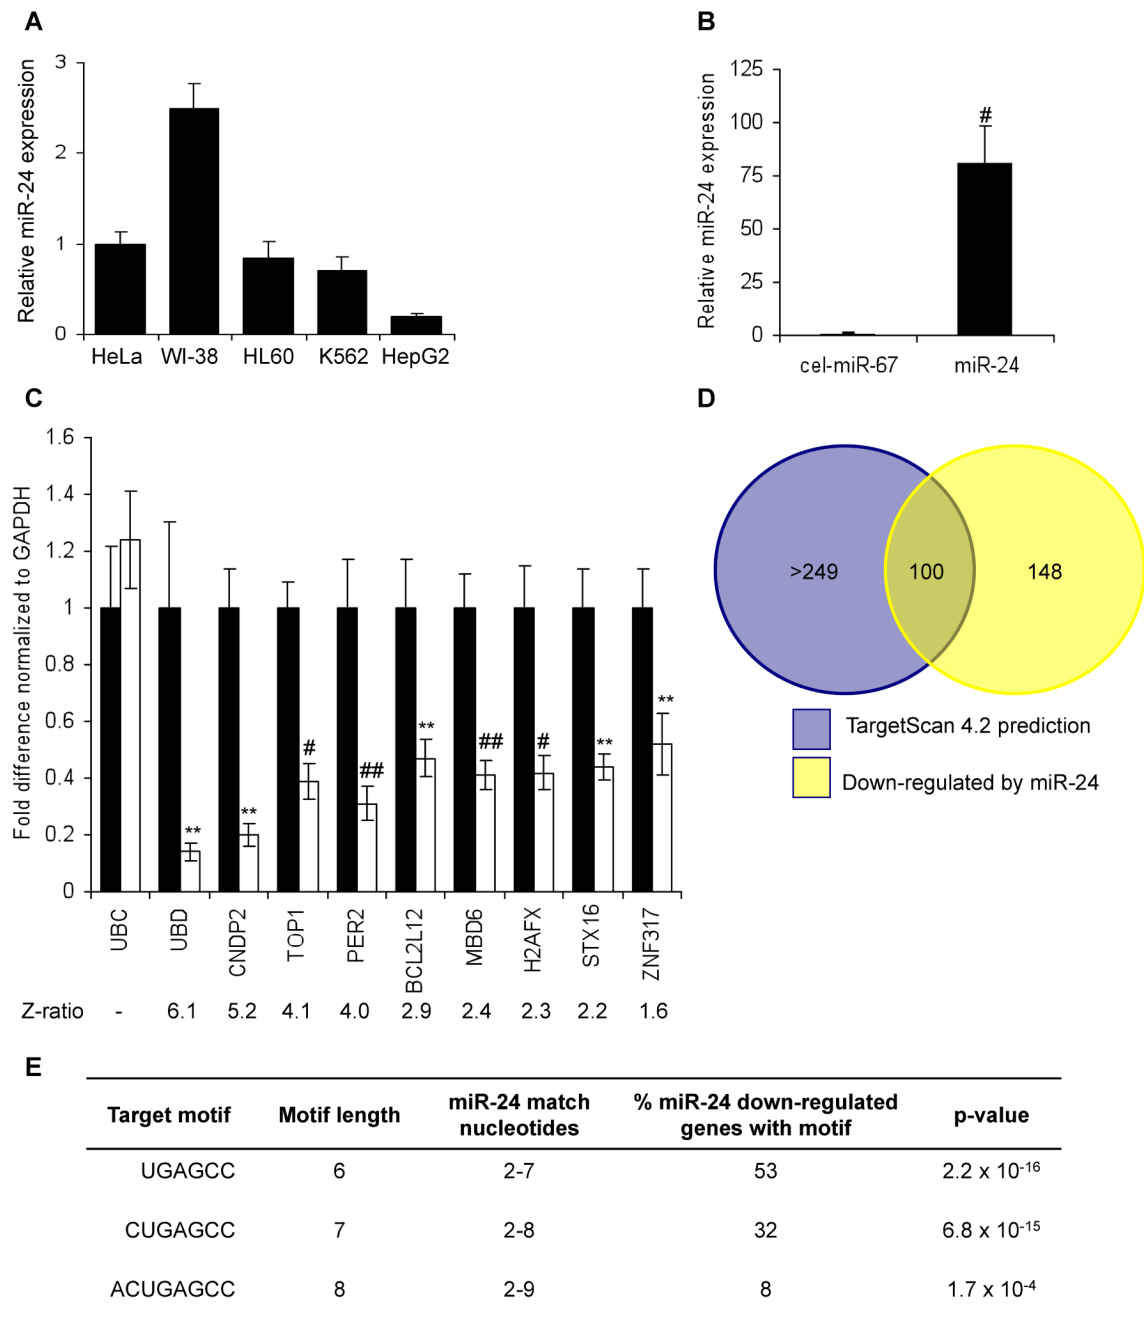 A
Relative miR-24 expression
3
2
1
0
HeLa WI-38 HL60 K562 HepG2
B
Relative miR-24 expression
125
100
75
50
25
0
#
cel-miR-67 miR-24
C
Fold difference normalized to GAPDH
1.6
1.4
1.2
1
0.8
0.6
0.4
0.2
0
** ** # ## ** ## # ** **
UBC UBD CNDP2 TOP1 PER2 BCL2L12 MBD6 H2AFX STX16 ZNF317
Z-ratio - 6.1 5.2 4.1 4.0 2.9 2.4 2.3 2.2 1.6
D
>249 100 148
TargetScan 4.2 prediction
Down-regulated by miR-24
E
Target motif Motif length miR-24 match nucleotides % miR-24 down-regulated genes with motif p-value
UGAGCC 6 2-7 53 2.2 x 10⁻¹⁶
CUGAGCC 7 2-8 32 6.8 x 10⁻¹⁵
ACUGAGCC 8 2-9 8 1.7 x 10⁻⁴